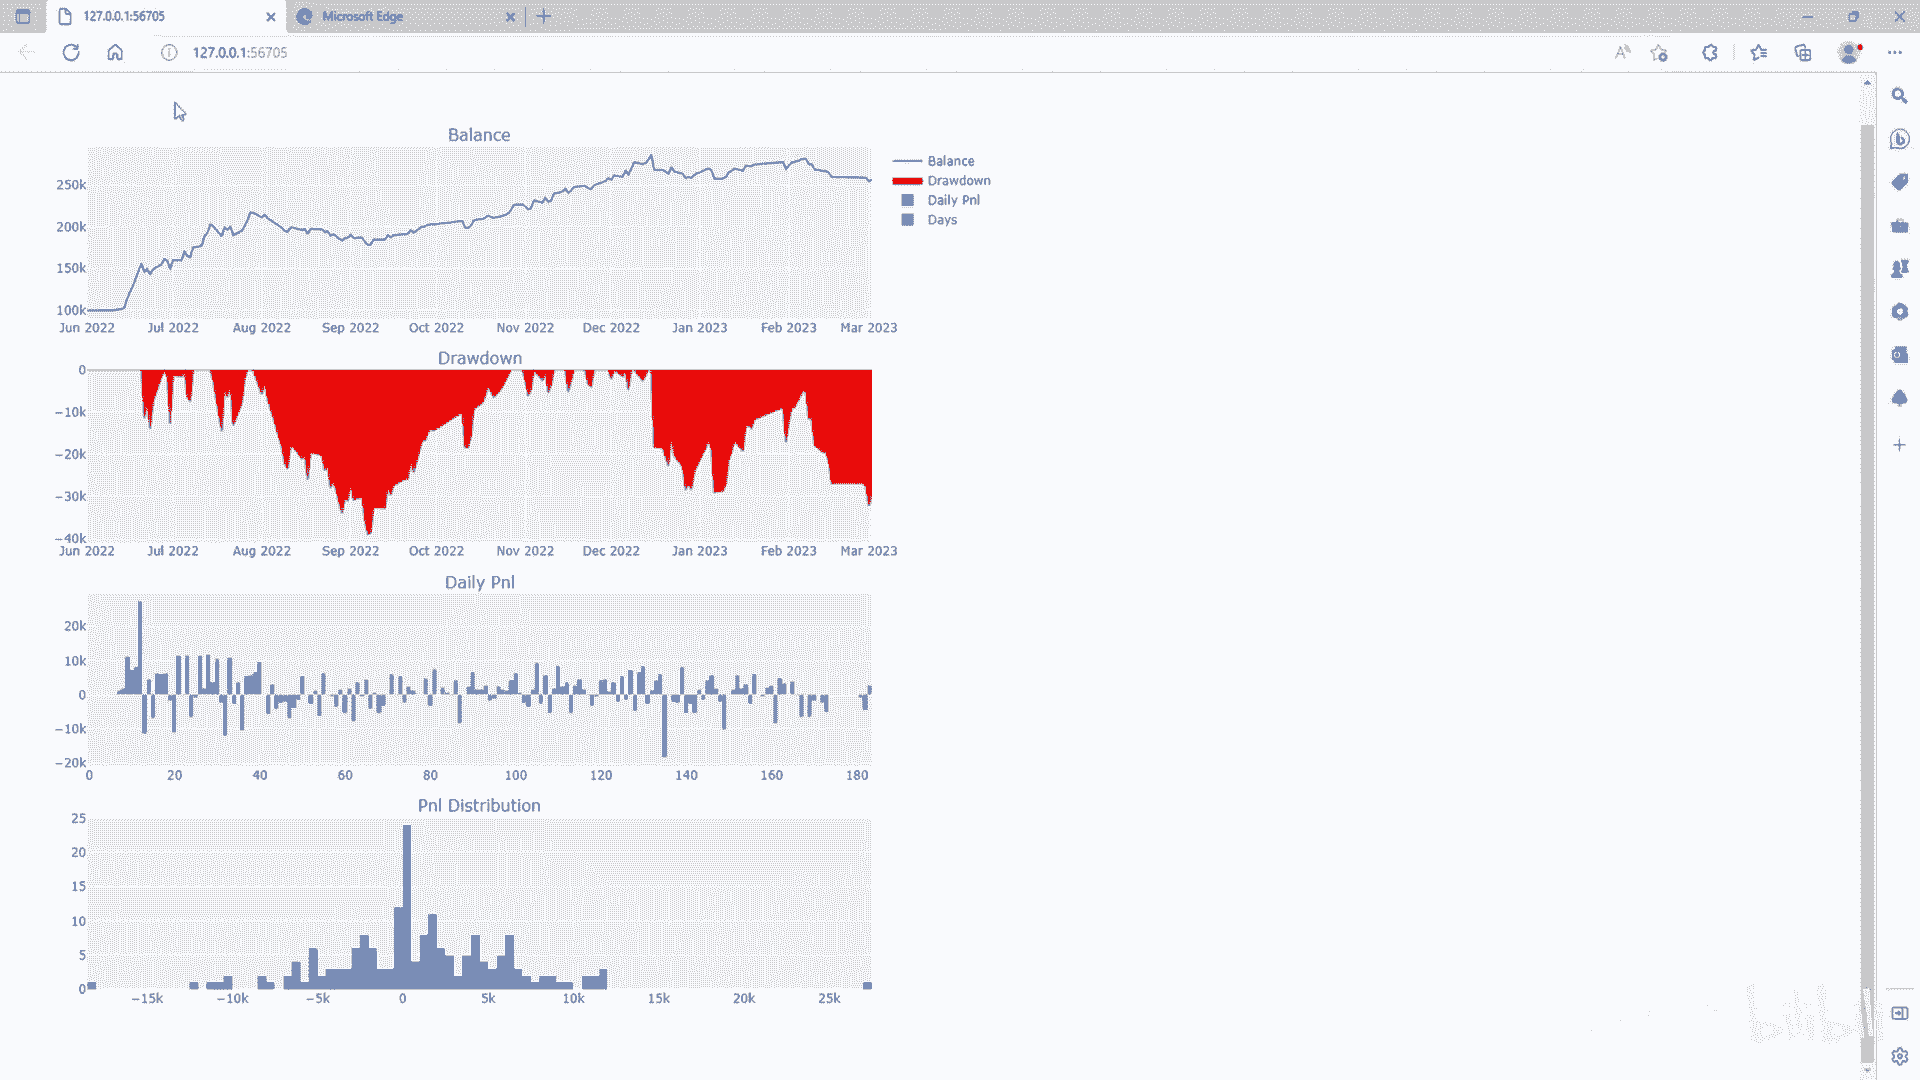 127.0.0.1:56705
Microsoft Edge
127.0.0.1:56705
Balance
250k
200k
150k
100k
Jun 2022 Jul 2022 Aug 2022 Sep 2022 Oct 2022 Nov 2022 Dec 2022 Jan 2023 Feb 2023 Mar 2023
Balance
Drawdown
Daily Pnl
Days
Drawdown
0
−10k
−20k
−30k
−40k
Jun 2022 Jul 2022 Aug 2022 Sep 2022 Oct 2022 Nov 2022 Dec 2022 Jan 2023 Feb 2023 Mar 2023
Daily Pnl
20k
10k
0
−10k
−20k
0 20 40 60 80 100 120 140 160 180
Pnl Distribution
25
20
15
10
5
0
−15k −10k −5k 0 5k 10k 15k 20k 25k